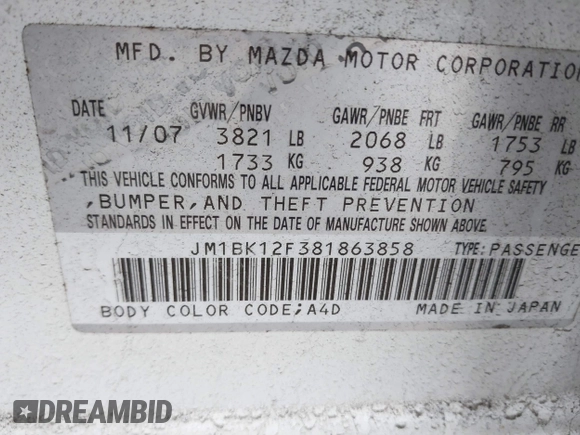 MFD. BY MAZDA MOTOR CORPORATION
DATE GVWR/PNBV GAWR/PNBE FRT GAWR/PNBE RR
11/07 3821 LB 2068 LB 1753 LB
1733 KG 938 KG 795 KG
THIS VEHICLE CONFORMS TO ALL APPLICABLE FEDERAL MOTOR VEHICLE SAFETY
,BUMPER,AND THEFT PREVENTION
STANDARDS IN EFFECT ON THE DATE OF MANUFACTURE SHOWN ABOVE.
JM1BK12F381863858 TYPE:PASSENGE
BODY COLOR CODE;A4D MADE IN JAPAN
DREAMBID